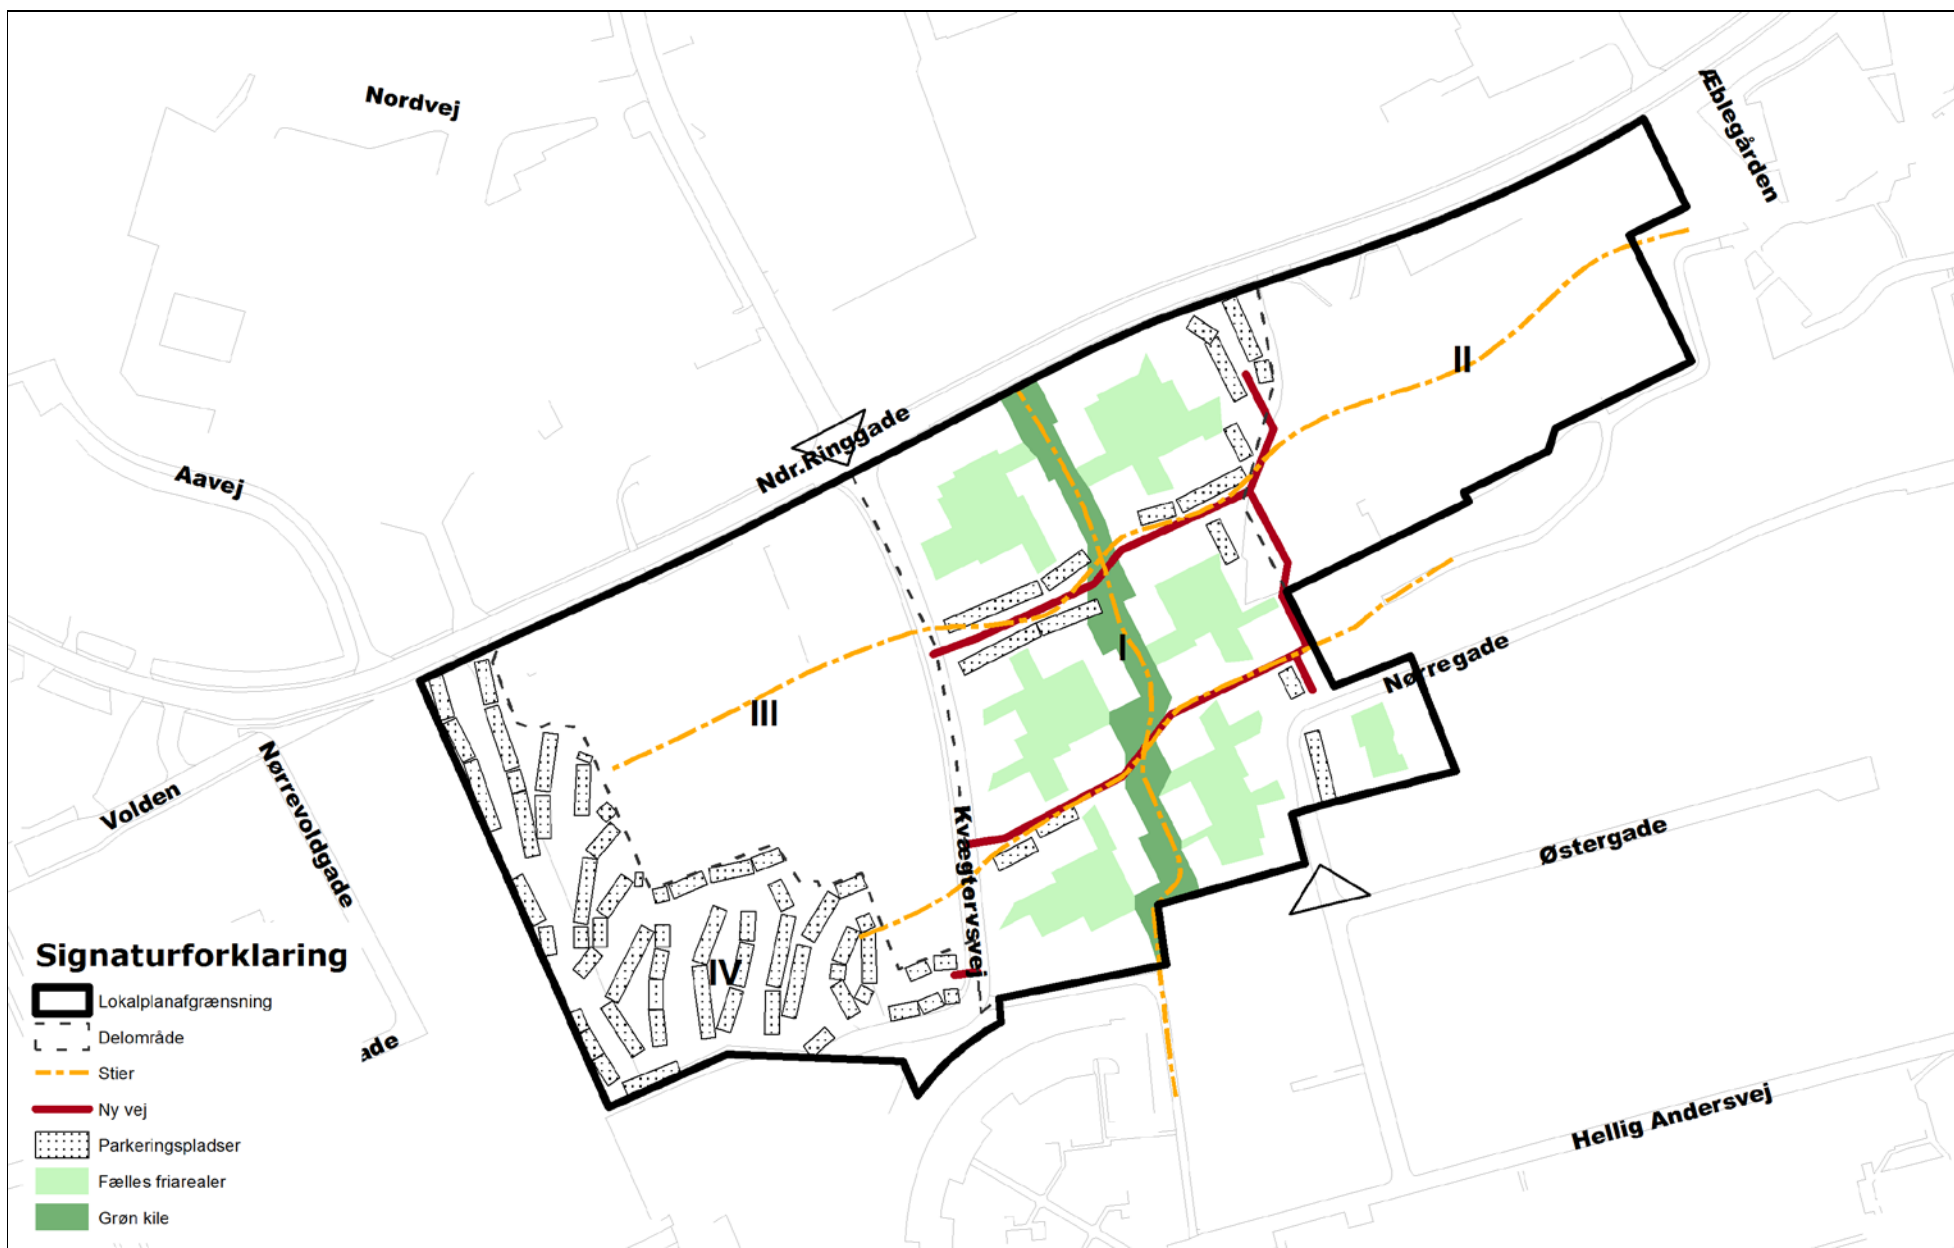 Nordvej
Æblegården
Ndr.Ringgade
Aavej
II
I
III
Nørregade
Volden
Nørrevoldgade
Kvægtorvsvej
Østergade
IV
ade
Hellig Andersvej
Signaturforklaring
Lokalplanafgrænsning
Delområde
Stier
Ny vej
Parkeringspladser
Fælles friarealer
Grøn kile